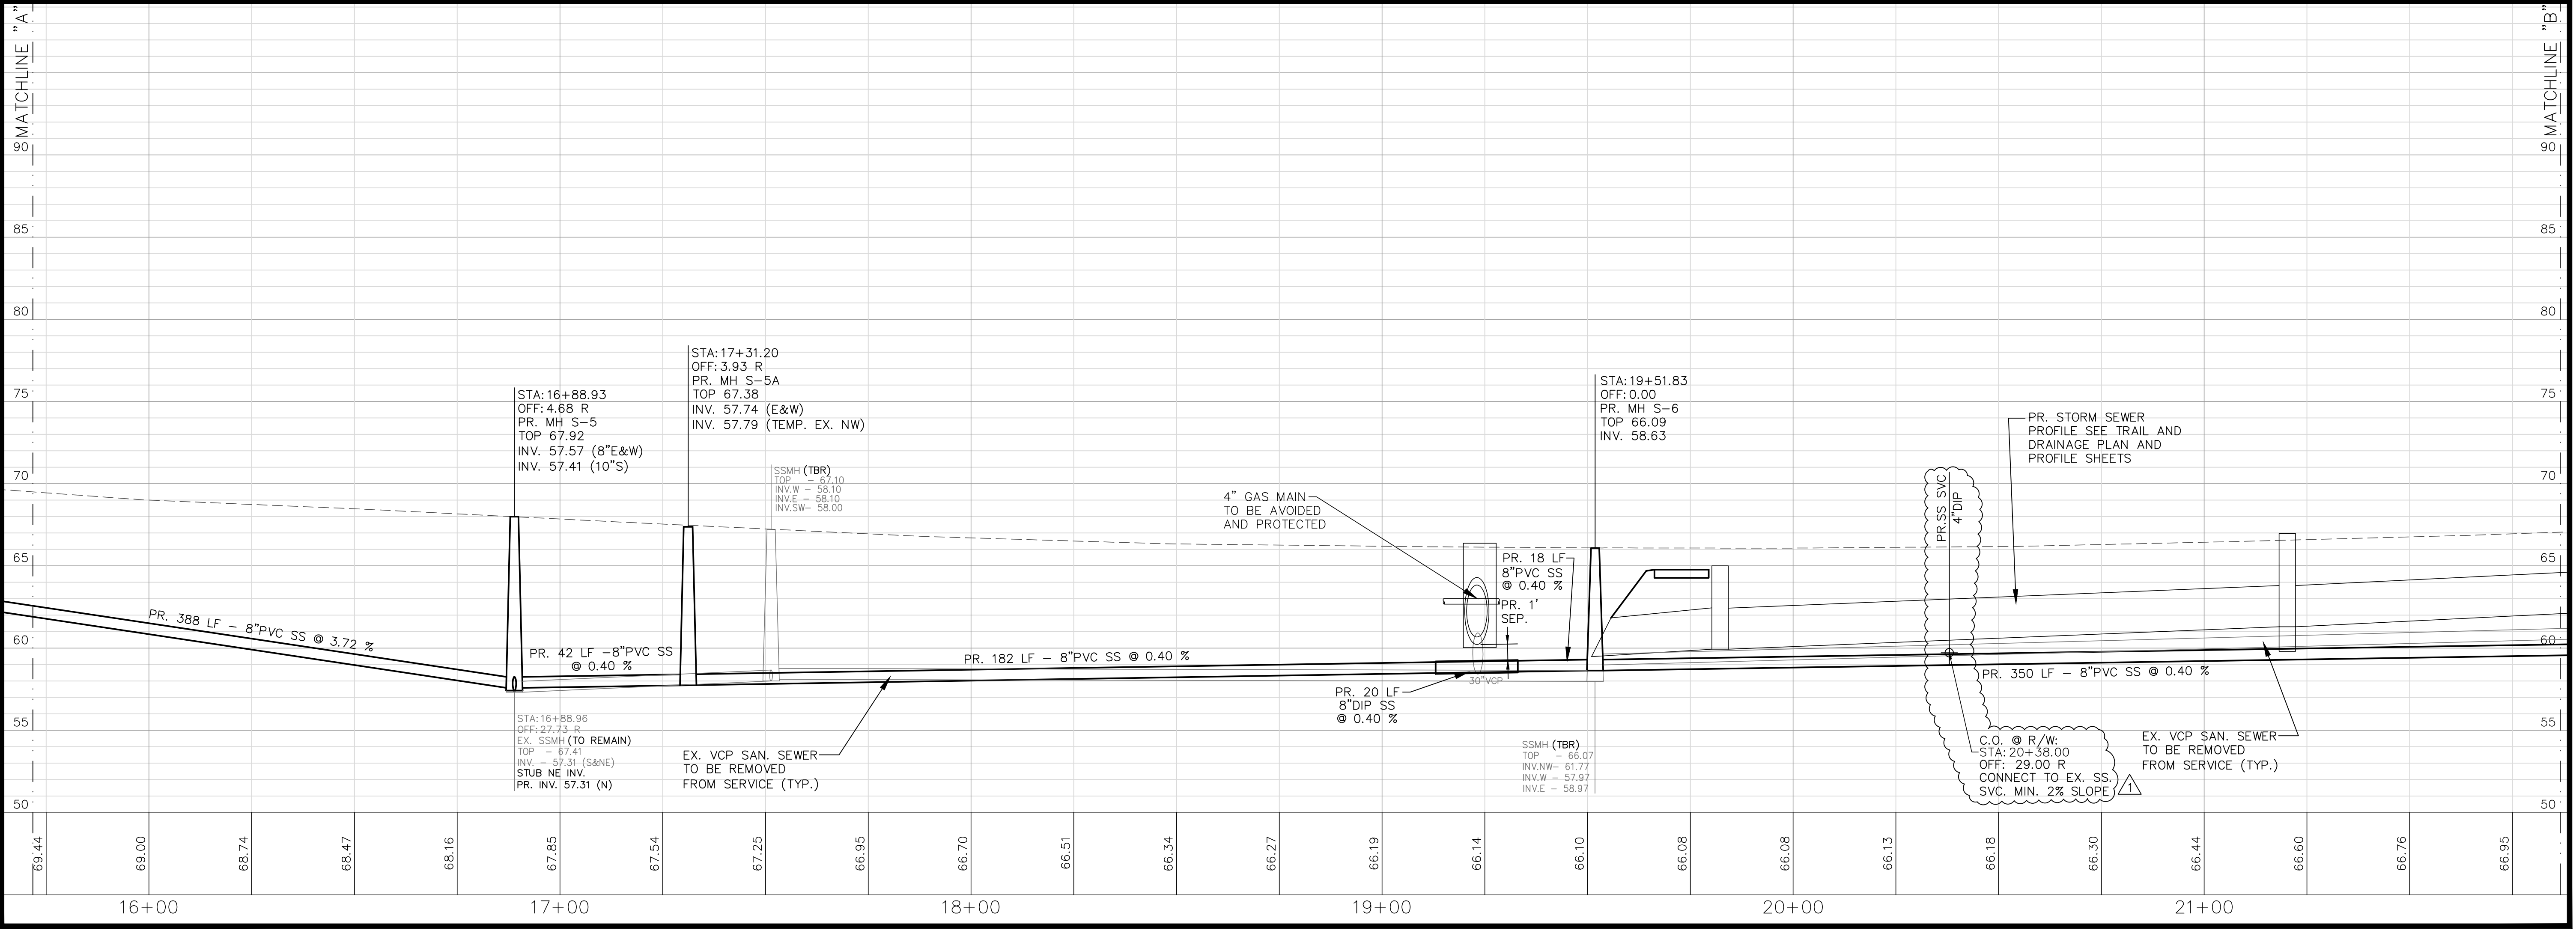 MATCHLINE "A"
MATCHLINE "B"
90
85
80
75
70
65
60
55
50
90
85
80
75
70
65
60
55
50
STA:16+88.93
OFF:4.68 R
PR. MH S-5
TOP 67.92
INV. 57.57 (8"E&W)
INV. 57.41 (10"S)
STA:17+31.20
OFF:3.93 R
PR. MH S-5A
TOP 67.38
INV. 57.74 (E&W)
INV. 57.79 (TEMP. EX. NW)
SSMH (TBR)
TOP - 67.10
INV.W - 58.10
INV.E - 58.10
INV.SW- 58.00
4" GAS MAIN
TO BE AVOIDED
AND PROTECTED
STA:19+51.83
OFF:0.00
PR. MH S-6
TOP 66.09
INV. 58.63
PR. STORM SEWER
PROFILE SEE TRAIL AND
DRAINAGE PLAN AND
PROFILE SHEETS
PR.SS SVC
4"DIP
PR. 18 LF
8"PVC SS
@ 0.40 %
PR. 1'
SEP.
PR. 388 LF - 8"PVC SS @ 3.72 %
PR. 42 LF -8"PVC SS
@ 0.40 %
PR. 182 LF - 8"PVC SS @ 0.40 %
30"VCP
PR. 20 LF
8"DIP SS
@ 0.40 %
PR. 350 LF - 8"PVC SS @ 0.40 %
STA:16+88.96
OFF:27.73 R
EX. SSMH (TO REMAIN)
TOP - 67.41
INV. - 57.31 (S&NE)
STUB NE INV.
PR. INV. 57.31 (N)
EX. VCP SAN. SEWER
TO BE REMOVED
FROM SERVICE (TYP.)
SSMH (TBR)
TOP - 66.07
INV.NW- 61.77
INV.W - 57.97
INV.E - 58.97
C.O. @ R/W:
STA:20+38.00
OFF: 29.00 R
CONNECT TO EX. SS.
SVC. MIN. 2% SLOPE
1
EX. VCP SAN. SEWER
TO BE REMOVED
FROM SERVICE (TYP.)
69.44
69.00
68.74
68.47
68.16
67.85
67.54
67.25
66.95
66.70
66.51
66.34
66.27
66.19
66.14
66.10
66.08
66.08
66.13
66.18
66.30
66.44
66.60
66.76
66.95
16+00
17+00
18+00
19+00
20+00
21+00